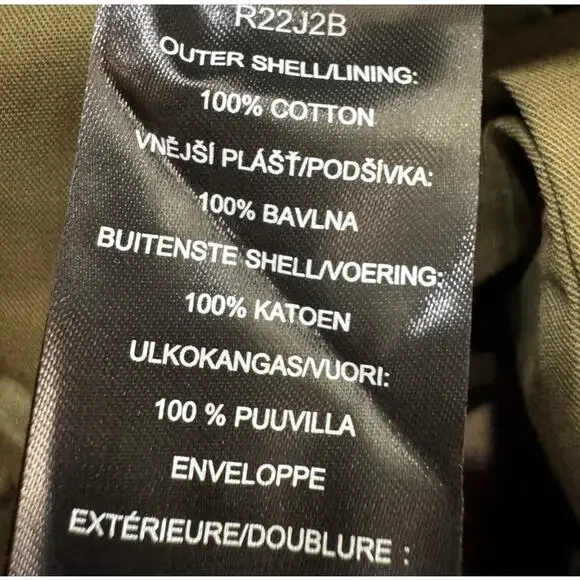 R22J2B
OUTER SHELL/LINING:
100% COTTON
VNĚJŠÍ PLÁŠŤ/PODŠÍVKA:
100% BAVLNA
BUITENSTE SHELL/VOERING:
100% KATOEN
ULKOKANGAS/VUORI:
100 % PUUVILLA
ENVELOPPE
EXTÉRIEURE/DOUBLURE :